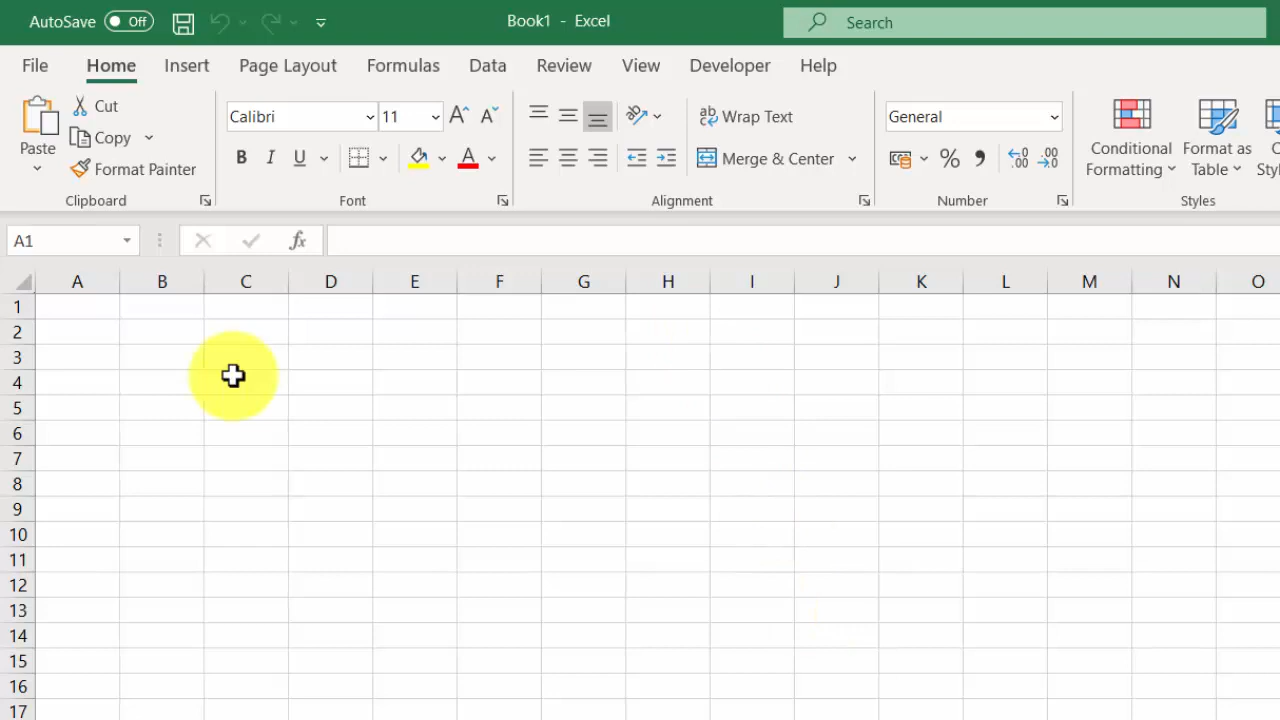 AutoSave Off Book1 - Excel Search
File Home Insert Page Layout Formulas Data Review View Developer Help
Paste Cut Copy Format Painter
Clipboard
Calibri 11
B I U A
Font
ab Wrap Text
Merge & Center
Alignment
General
% .00 .00
Number
Conditional Formatting
Format as Table
Styles
A1 fx
A B C D E F G H I J K L M N O
1
2
3
4
5
6
7
8
9
10
11
12
13
14
15
16
17